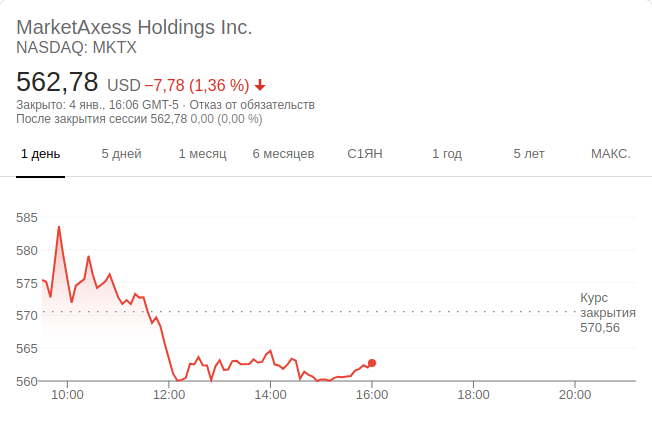 MarketAxess Holdings Inc.
NASDAQ: MKTX
562,78 USD −7,78 (1,36 %)
Закрыто: 4 янв., 16:06 GMT-5 · Отказ от обязательств
После закрытия сессии 562,78 0,00 (0,00 %)
1 день 5 дней 1 месяц 6 месяцев С1ЯН 1 год 5 лет МАКС.
585
580
575
570
565
560
Курс
закрытия
570,56
10:00 12:00 14:00 16:00 18:00 20:00